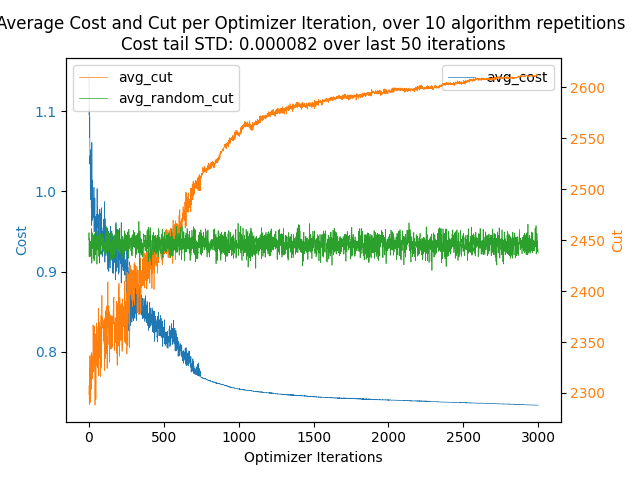 Average Cost and Cut per Optimizer Iteration, over 10 algorithm repetitions
Cost tail STD: 0.000082 over last 50 iterations
avg_cut
avg_random_cut
avg_cost
1.1
1.0
0.9
0.8
Cost
2600
2550
2500
2450
2400
2350
2300
Cut
0 500 1000 1500 2000 2500 3000
Optimizer Iterations